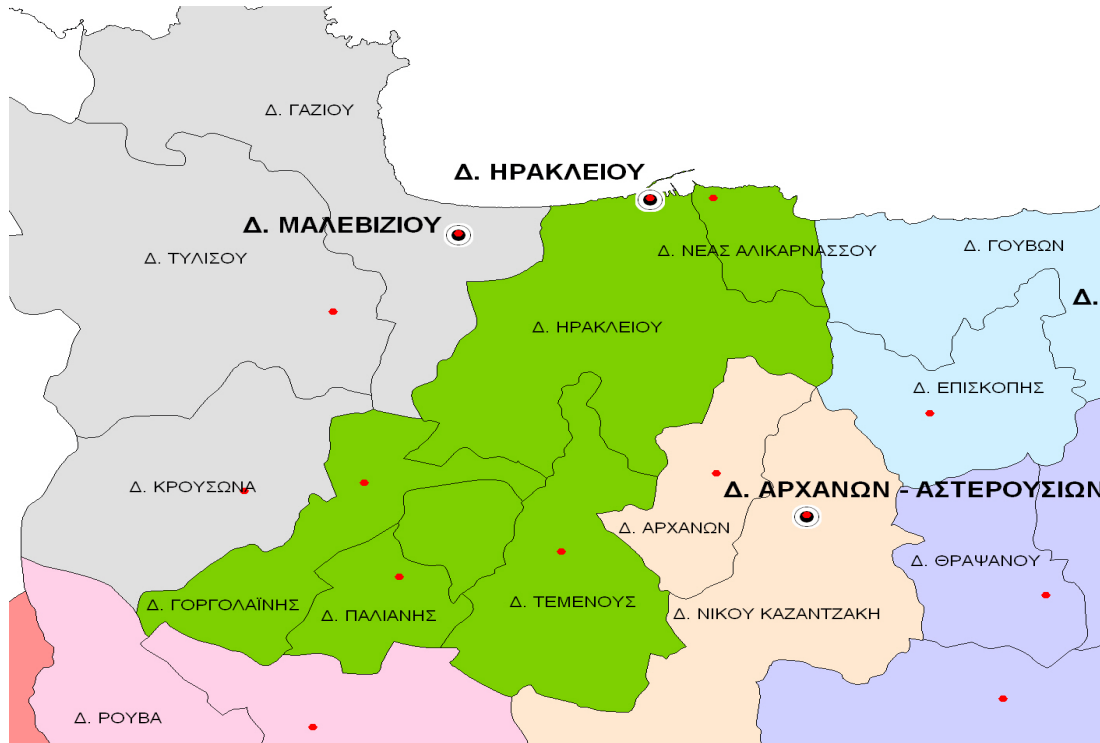 Δ. ΓΑΖΙΟΥ
Δ. ΗΡΑΚΛΕΙΟΥ
Δ. ΜΑΛΕΒΙΖΙΟΥ
Δ. ΤΥΛΙΣΟΥ
Δ. ΝΕΑΣ ΑΛΙΚΑΡΝΑΣΣΟΥ
Δ. ΓΟΥΒΩΝ
Δ.
Δ. ΗΡΑΚΛΕΙΟΥ
Δ. ΕΠΙΣΚΟΠΗΣ
Δ. ΚΡΟΥΣΩΝΑ
Δ. ΑΡΧΑΝΩΝ - ΑΣΤΕΡΟΥΣΙΩΝ
Δ. ΑΡΧΑΝΩΝ
Δ. ΘΡΑΨΑΝΟΥ
Δ. ΓΟΡΓΟΛΑΪΝΗΣ
Δ. ΠΑΛΙΑΝΗΣ
Δ. ΤΕΜΕΝΟΥΣ
Δ. ΝΙΚΟΥ ΚΑΖΑΝΤΖΑΚΗ
Δ. ΡΟΥΒΑ